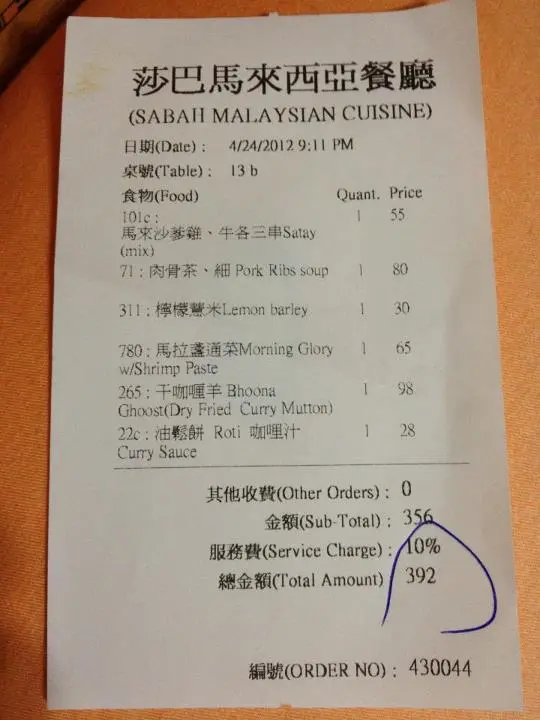 莎巴馬來西亞餐廳
(SABAH MALAYSIAN CUISINE)
日期(Date) : 4/24/2012 9:11 PM
桌號(Table) : 13 b
食物(Food) Quant. Price
101c : 1 55
馬來沙爹雞、牛各三串Satay
(mix)
71 : 肉骨茶、細 Pork Ribs soup 1 80
311 : 檸檬薏米Lemon barley 1 30
780 : 馬拉盞通菜Morning Glory 1 65
w/Shrimp Paste
265 : 干咖喱羊 Bhoona 1 98
Ghoost(Dry Fried Curry Mutton)
22c : 油鬆餅 Roti 咖哩汁 1 28
Curry Sauce
其他收費(Other Orders) : 0
金額(Sub-Total) : 356
服務費(Service Charge) : 10%
總金額(Total Amount) 392
編號(ORDER NO) : 430044